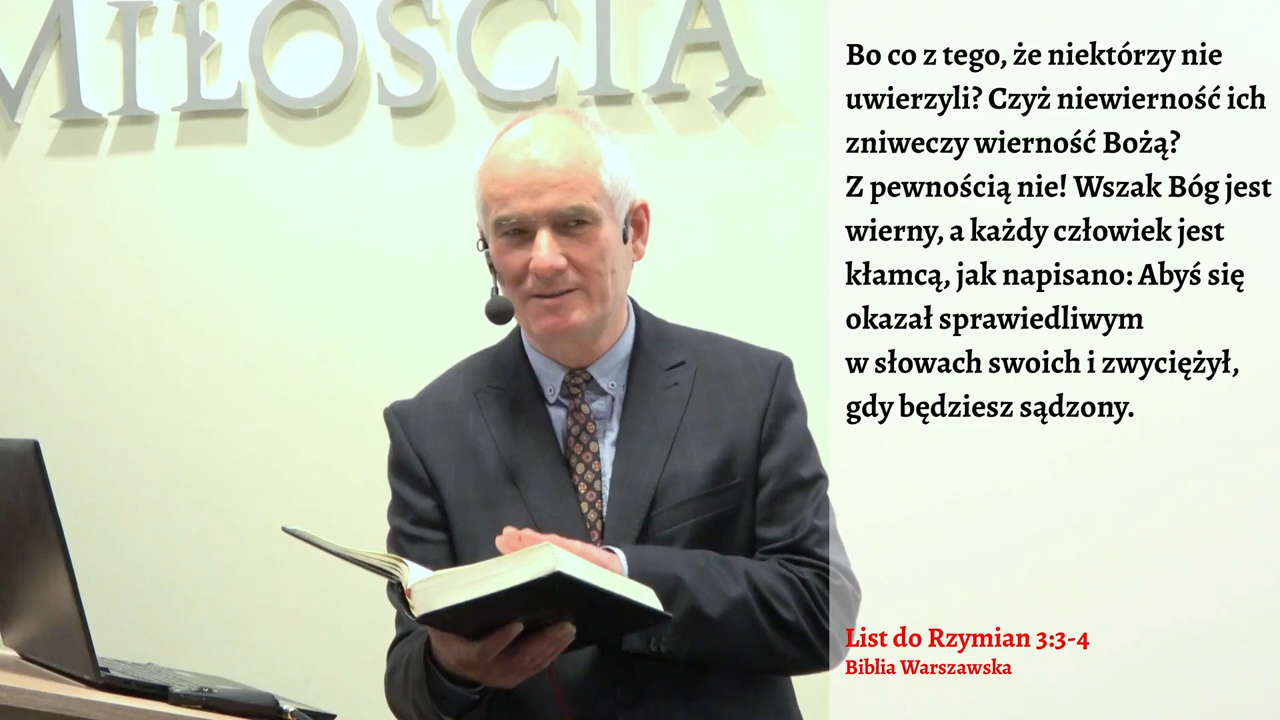 MIŁOŚCIĄ
Bo co z tego, że niektórzy nie
uwierzyli? Czyż niewierność ich
zniweczy wierność Bożą?
Z pewnością nie! Wszak Bóg jest
wierny, a każdy człowiek jest
kłamcą, jak napisano: Abyś się
okazał sprawiedliwym
w słowach swoich i zwyciężył,
gdy będziesz sądzony.
List do Rzymian 3:3-4
Biblia Warszawska